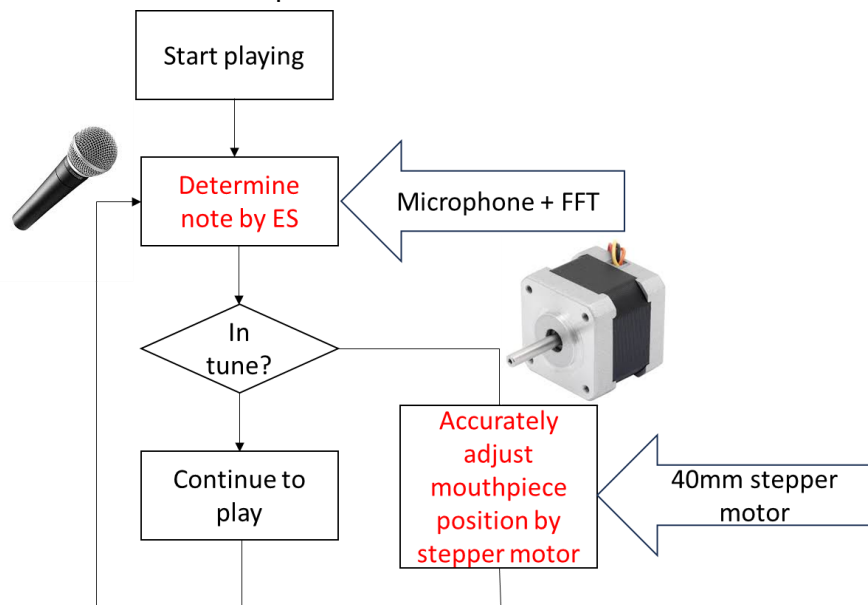 Start playing
Determine
note by ES
Microphone + FFT
In
tune?
Accurately
adjust
mouthpiece
position by
stepper motor
Continue to
play
40mm stepper
motor